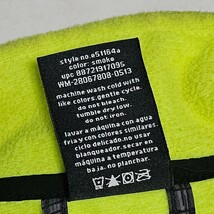 style no.e51164a
color: smoke
upc 88721917095
WM-28067808-0513
machine wash cold with
like colors.gentle cycle.
do not bleach.
tumble dry low.
do not iron.
lavar a máquina con agua
fría y con colores similares.
ciclo delicado. no usar
blanqueador. secar en
máquina a temperatura
baja. no planchar.